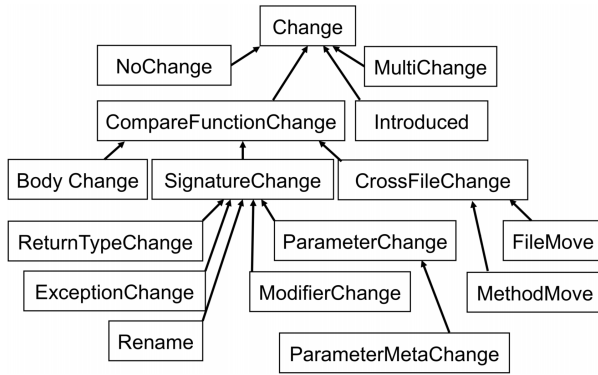 Change
NoChange
MultiChange
CompareFunctionChange
Introduced
Body Change
SignatureChange
CrossFileChange
ReturnTypeChange
ParameterChange
FileMove
ExceptionChange
ModifierChange
MethodMove
Rename
ParameterMetaChange